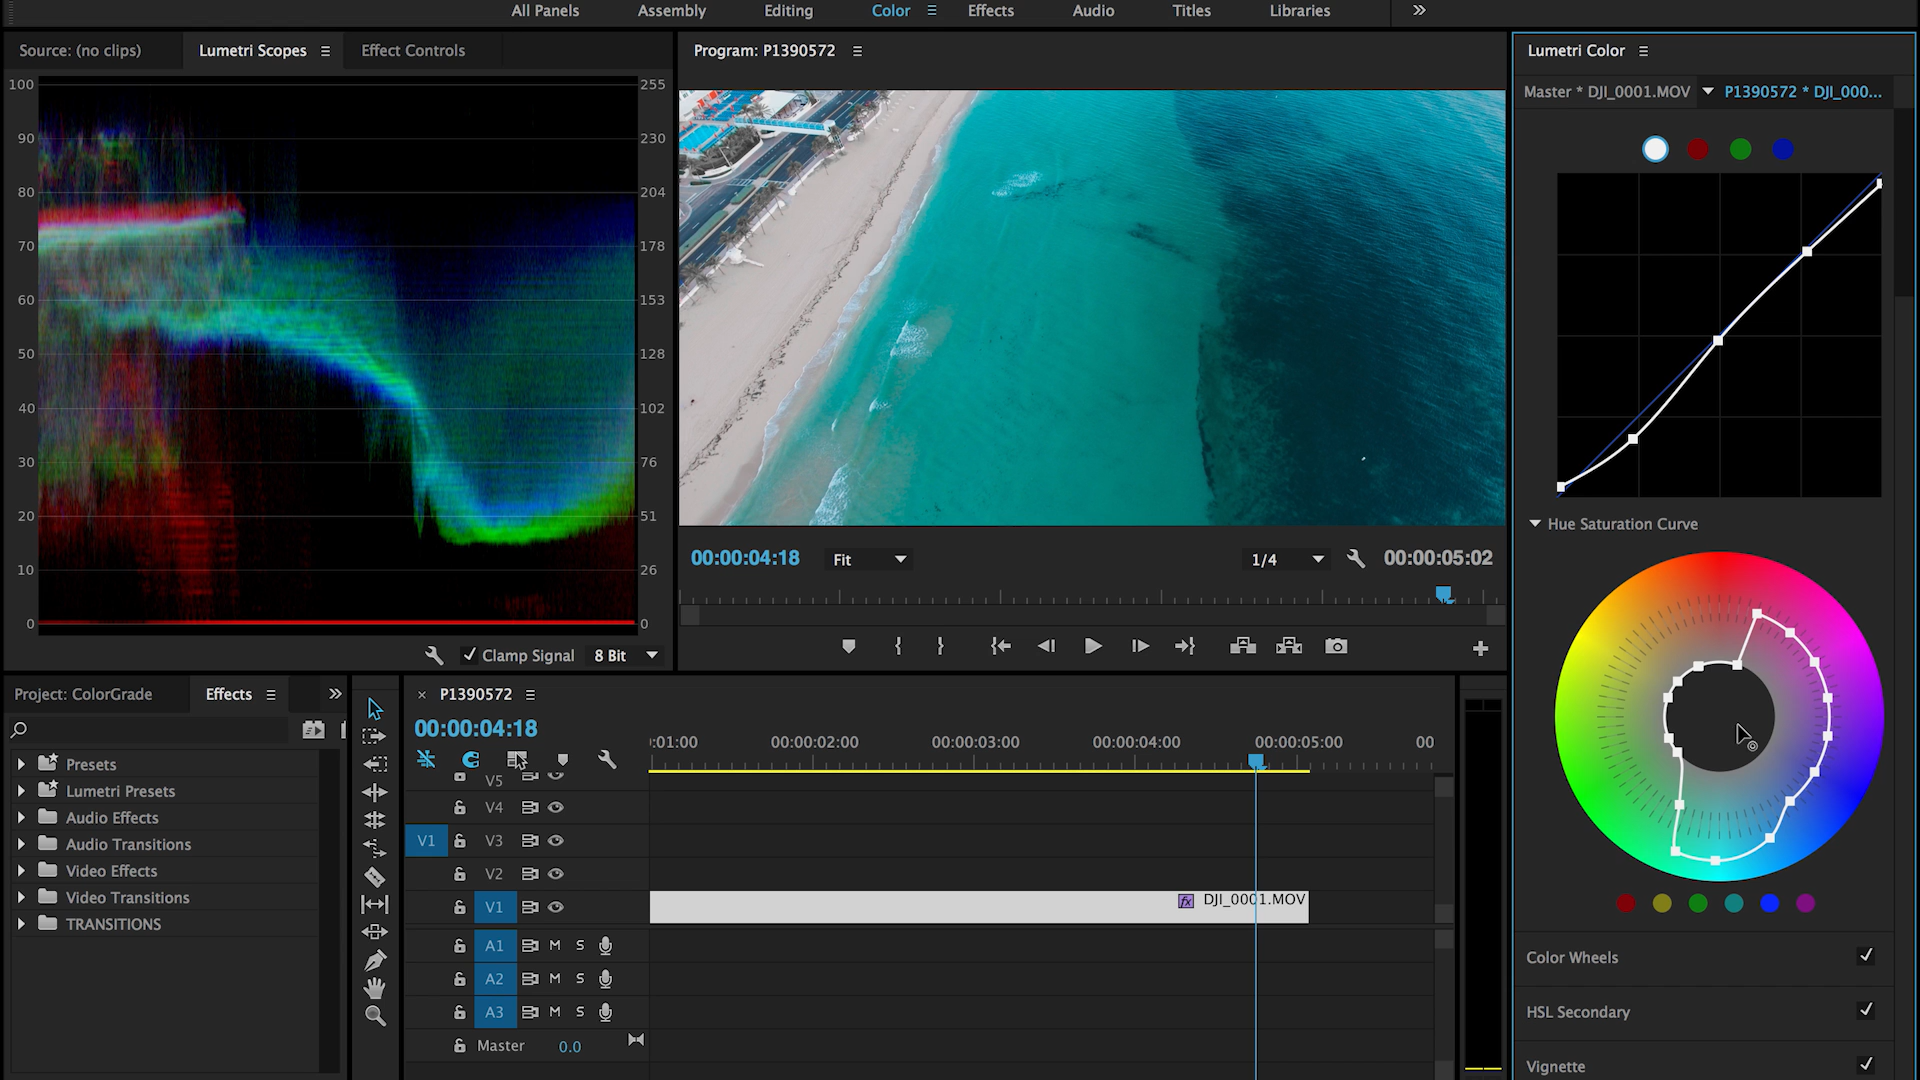 All Panels Assembly Editing Color Effects Audio Titles Libraries
Source: (no clips) Lumetri Scopes Effect Controls
100 255
90 230
80 204
70 178
60 153
50 128
40 102
30 76
20 51
10 26
0 0
Clamp Signal 8 Bit
Program: P1390572
00:00:04:18 Fit 1/4 00:00:05:02
Lumetri Color
Master * DJI_0001.MOV P1390572 * DJI_000...
Hue Saturation Curve
Color Wheels
HSL Secondary
Vignette
Project: ColorGrade Effects
Presets
Lumetri Presets
Audio Effects
Audio Transitions
Video Effects
Video Transitions
TRANSITIONS
× P1390572
00:00:04:18
:01:00 00:00:02:00 00:00:03:00 00:00:04:00 00:00:05:00 00
V5
V4
V1 V3
V2
V1 fx DJI_0001.MOV
A1 M S
A2 M S
A3 M S
Master 0.0